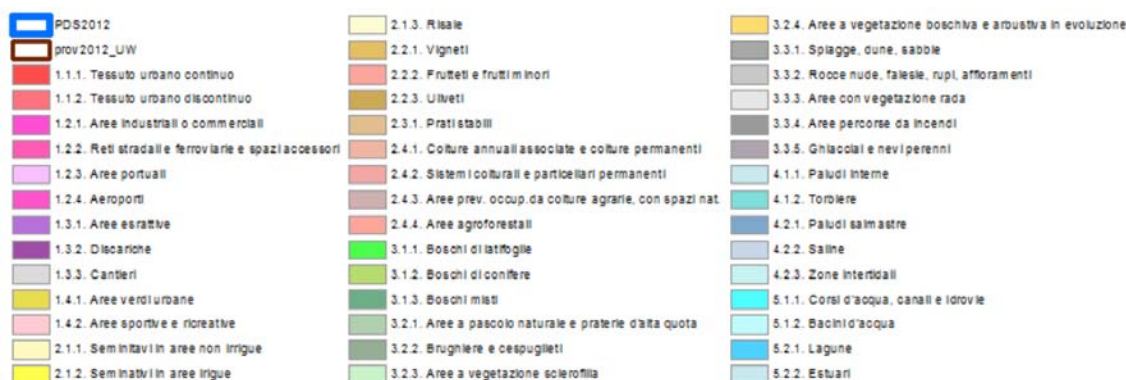 PDS2012
prov2012_UW
1.1.1. Tessuto urbano continuo
1.1.2. Tessuto urbano discontinuo
1.2.1. Aree industriali o commerciali
1.2.2. Reti stradali e ferroviarie e spazi accessori
1.2.3. Aree portuali
1.2.4. Aeroporti
1.3.1. Aree esrattive
1.3.2. Discariche
1.3.3. Cantieri
1.4.1. Aree verdi urbane
1.4.2. Aree sportive e ricreative
2.1.1. Seminitavi in aree non irrigue
2.1.2. Seminativi in aree irigue
2.1.3. Risaie
2.2.1. Vigneti
2.2.2. Frutteti e frutti minori
2.2.3. Uliveti
2.3.1. Prati stabili
2.4.1. Colture annuali associate e colture permanenti
2.4.2. Sistemi colturali e particellari permanenti
2.4.3. Aree prev. occup.da colture agrarie, con spazi nat.
2.4.4. Aree agroforestali
3.1.1. Boschi di latifoglie
3.1.2. Boschi di conifere
3.1.3. Boschi misti
3.2.1. Aree a pascolo naturale e praterie d'alta quota
3.2.2. Brughiere e cespuglieti
3.2.3. Aree a vegetazione sclerofilla
3.2.4. Aree a vegetazione boschiva e arbustiva in evoluzione
3.3.1. Spiagge, dune, sabbie
3.3.2. Rocce nude, falesie, rupi, affioramenti
3.3.3. Aree con vegetazione rada
3.3.4. Aree percorse da incendi
3.3.5. Ghiacciai e nevi perenni
4.1.1. Paludi interne
4.1.2. Torbiere
4.2.1. Paludi salmastre
4.2.2. Saline
4.2.3. Zone intertidali
5.1.1. Corsi d'acqua, canali e idrovie
5.1.2. Bacini d'acqua
5.2.1. Lagune
5.2.2. Estuari